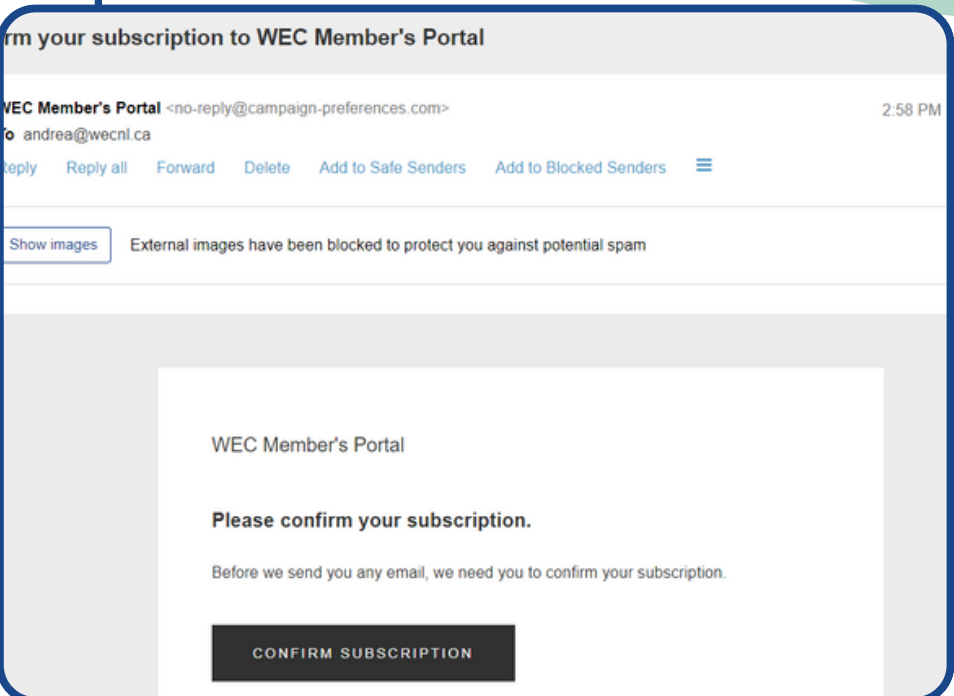 rm your subscription to WEC Member's Portal
WEC Member's Portal <no-reply@campaign-preferences.com>
2:58 PM
To andrea@wecnl.ca
Reply Reply all Forward Delete Add to Safe Senders Add to Blocked Senders
Show images External images have been blocked to protect you against potential spam
WEC Member's Portal
Please confirm your subscription.
Before we send you any email, we need you to confirm your subscription.
CONFIRM SUBSCRIPTION